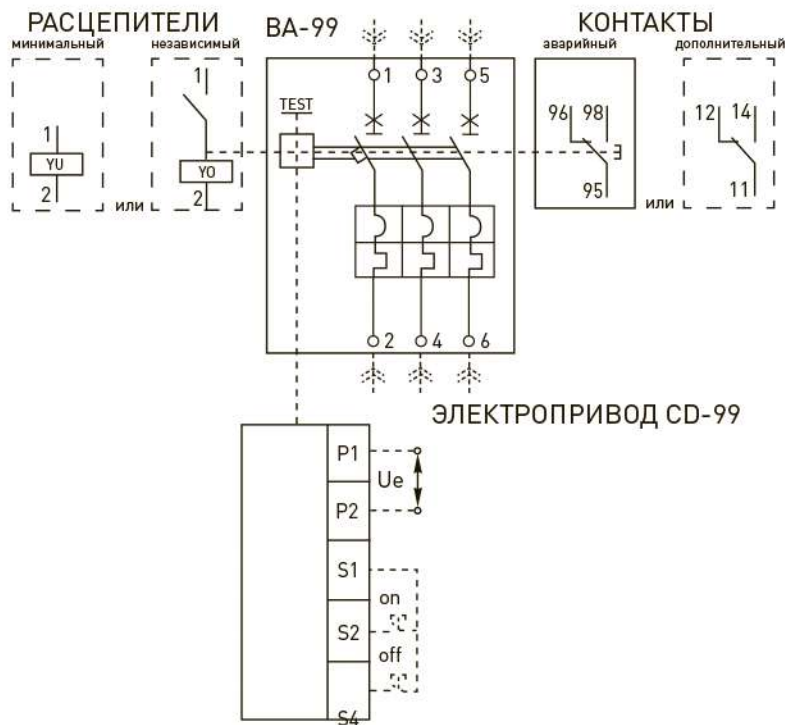 РАСЦЕПИТЕЛИ
ВА-99
КОНТАКТЫ
минимальный
независимый
аварийный
дополнительный
1
1
3
5
TEST
96
98
12
14
1
YU
YO
2
2
95
11
или
или
2
4
6
ЭЛЕКТРОПРИВОД CD-99
P1
Ue
P2
S1
on
S2
off
S4